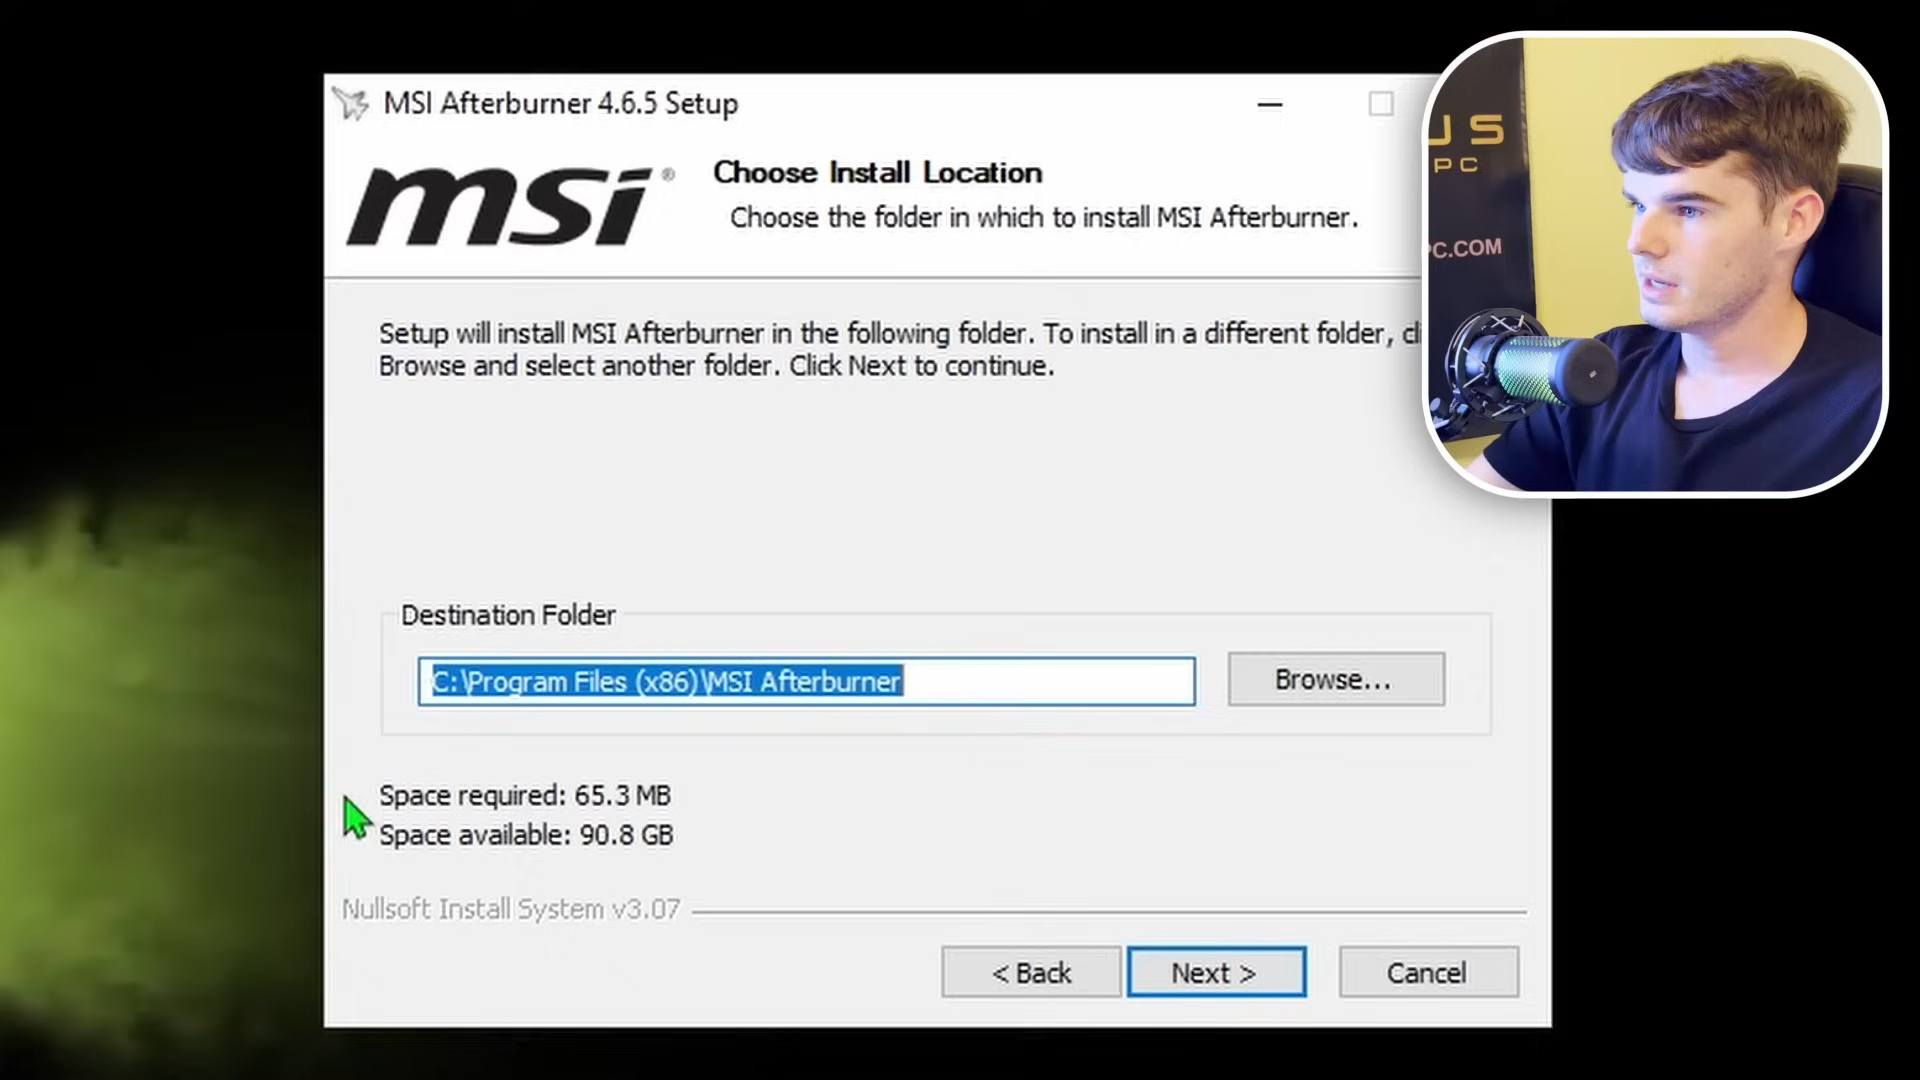 MSI Afterburner 4.6.5 Setup
msi®
Choose Install Location
Choose the folder in which to install MSI Afterburner.
Setup will install MSI Afterburner in the following folder. To install in a different folder,
Browse and select another folder. Click Next to continue.
Destination Folder
C:\Program Files (x86)\MSI Afterburner
Browse...
Space required: 65.3 MB
Space available: 90.8 GB
Nullsoft Install System v3.07
< Back
Next >
Cancel
US
PC
PC.COM